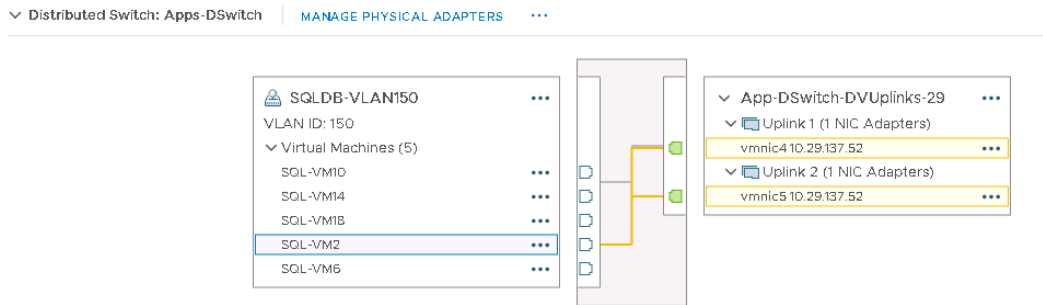 Distributed Switch: Apps-DSwitch MANAGE PHYSICAL ADAPTERS
SQLDB-VLAN150
VLAN ID: 150
Virtual Machines (5)
SQL-VM10
SQL-VM14
SQL-VM18
SQL-VM2
SQL-VM6
App-DSwitch-DVUplinks-29
Uplink 1 (1 NIC Adapters)
vmnic4 10.29.137.52
Uplink 2 (1 NIC Adapters)
vmnic5 10.29.137.52